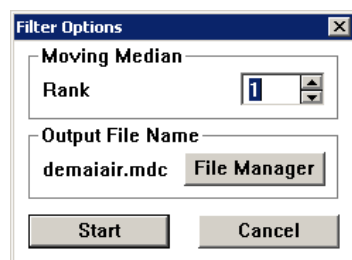 Filter Options
Moving Median
Rank 1
Output File Name
demaiair.mdc File Manager
Start Cancel